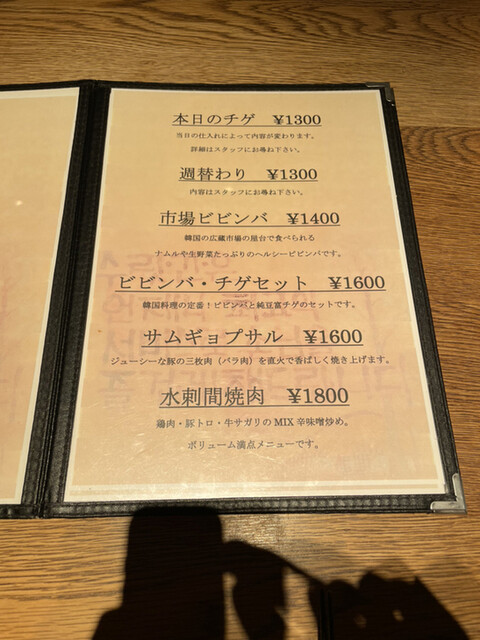 本日のチゲ ¥1300
当日の仕入れによって内容が変わります。
詳細はスタッフにお尋ね下さい。
週替わり ¥1300
内容はスタッフにお尋ね下さい。
市場ビビンバ ¥1400
韓国の広蔵市場の屋台で食べられる
ナムルや生野菜たっぷりのヘルシービビンバです。
ビビンバ・チゲセット ¥1600
韓国料理の定番！ビビンバと純豆富チゲのセットです。
サムギョプサル ¥1600
ジューシーな豚の三枚肉（バラ肉）を直火で香ばしく焼き上げます。
水刺間焼肉 ¥1800
鶏肉・豚トロ・牛サガリの MIX 辛味噌炒め。
ボリューム満点メニューです。